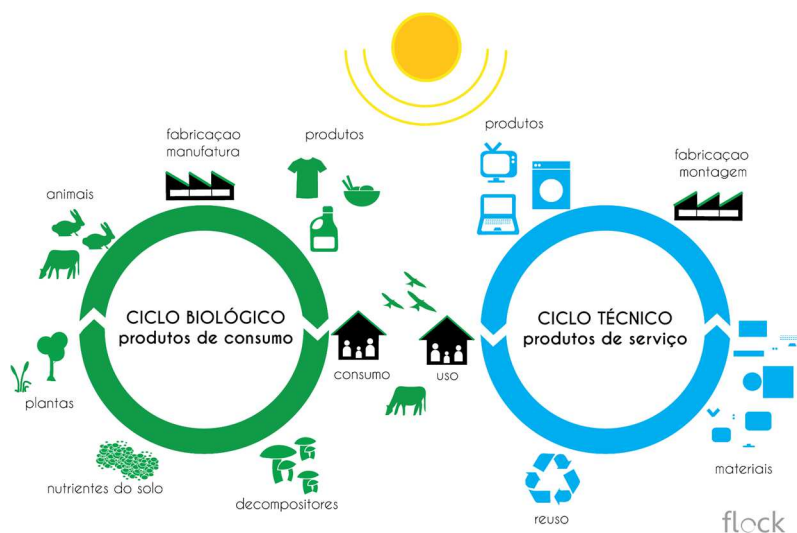 produtos
fabricaçao
manufatura
animais
CICLO BIOLÓGICO
produtos de consumo
consumo
plantas
nutrientes do solo
decompositores
produtos
fabricaçao
montagem
CICLO TÉCNICO
produtos de serviço
uso
materiais
reuso
flock